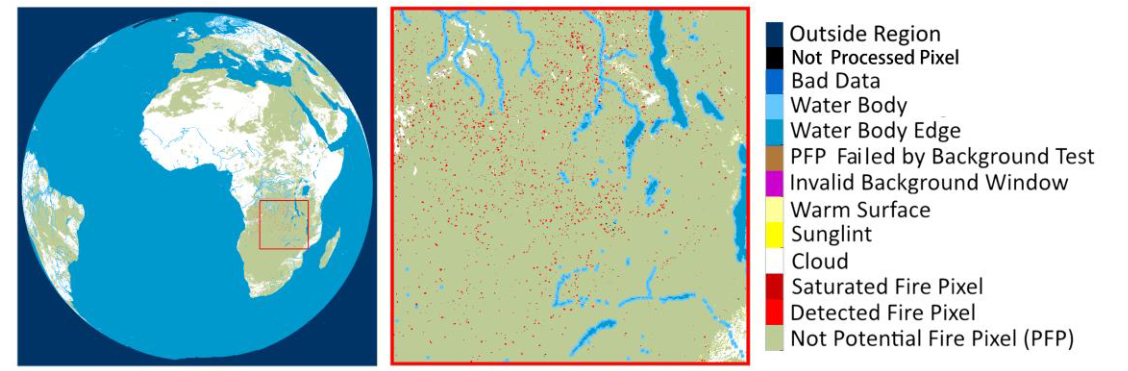 Outside Region
Not Processed Pixel
Bad Data
Water Body
Water Body Edge
PFP Failed by Background Test
Invalid Background Window
Warm Surface
Sunglint
Cloud
Saturated Fire Pixel
Detected Fire Pixel
Not Potential Fire Pixel (PFP)